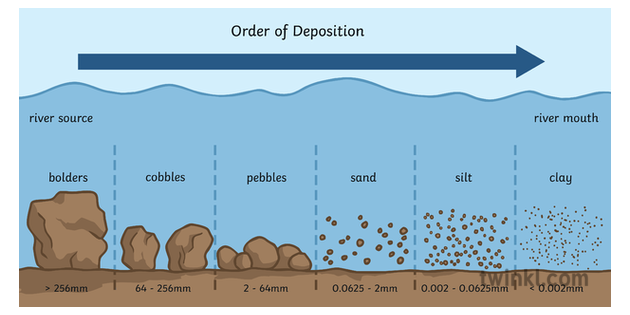 Order of Deposition
river source
river mouth
bolders
cobbles
pebbles
sand
silt
clay
twinkl.com
> 256mm
64 - 256mm
2 - 64mm
0.0625 - 2mm
0.002 - 0.0625mm
< 0.002mm